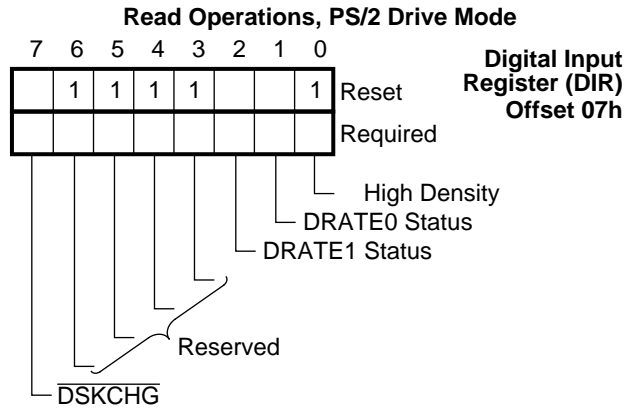 Read Operations, PS/2 Drive Mode
7 6 5 4 3 2 1 0
Digital Input
Register (DIR)
Offset 07h
1 1 1 1 1 Reset
Required
High Density
DRATE0 Status
DRATE1 Status
Reserved
DSKCHG